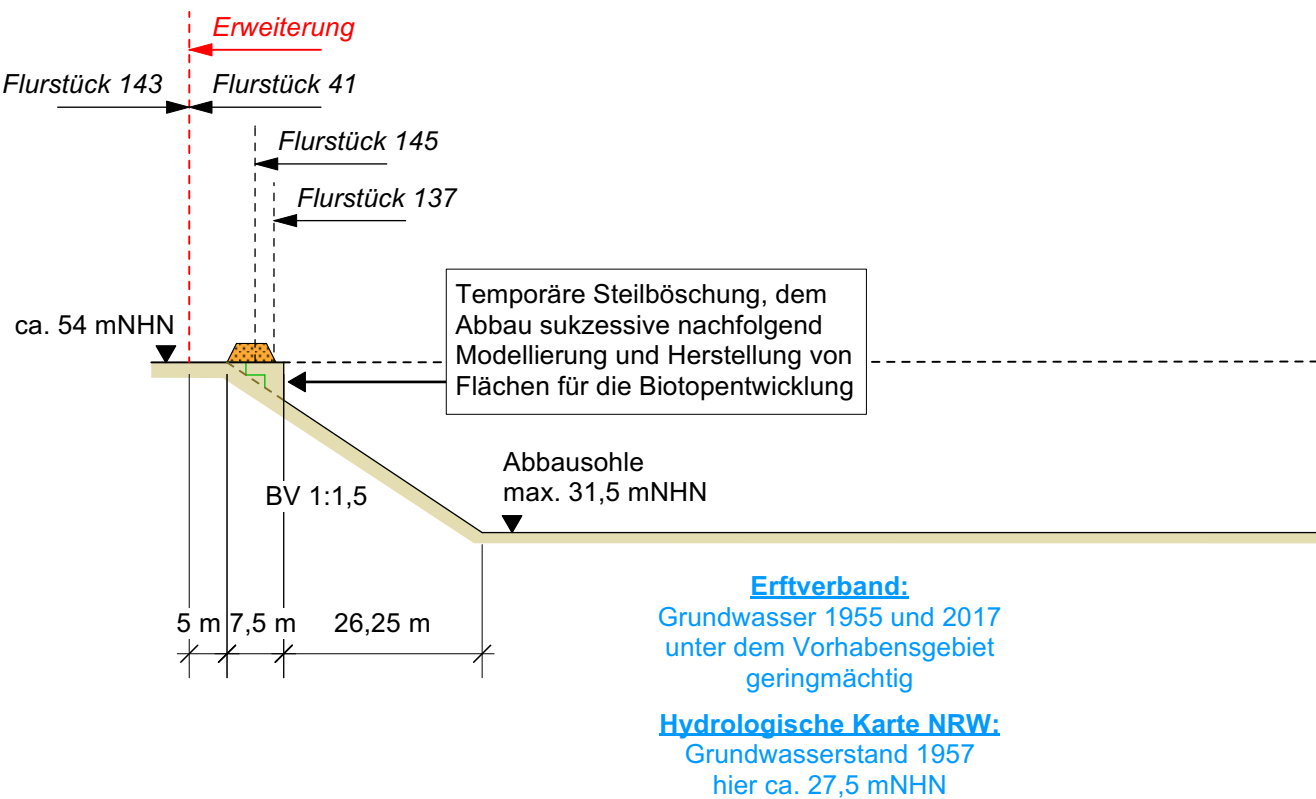 Erweiterung
Flurstück 143
Flurstück 41
Flurstück 145
Flurstück 137
Temporäre Steilböschung, dem
Abbau sukzessive nachfolgend
Modellierung und Herstellung von
Flächen für die Biotopentwicklung
ca. 54 mNHN
Abbausohle
max. 31,5 mNHN
BV 1:1,5
5 m
7,5 m
26,25 m
Erftverband:
Grundwasser 1955 und 2017
unter dem Vorhabensgebiet
geringmächtig
Hydrologische Karte NRW:
Grundwasserstand 1957
hier ca. 27,5 mNHN